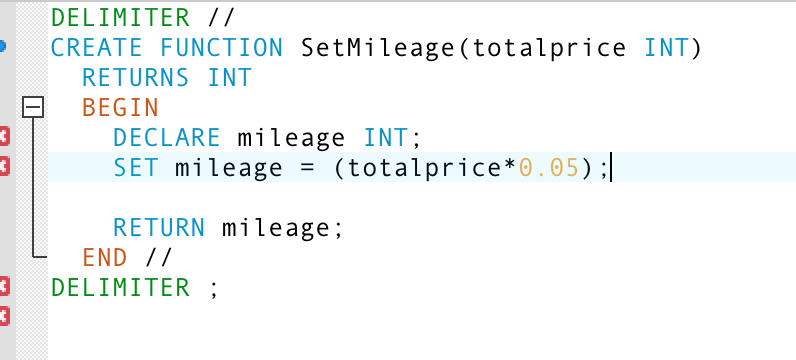 DELIMITER //
CREATE FUNCTION SetMileage(totalprice INT)
RETURNS INT
BEGIN
DECLARE mileage INT;
SET mileage = (totalprice*0.05);
RETURN mileage;
END //
DELIMITER ;